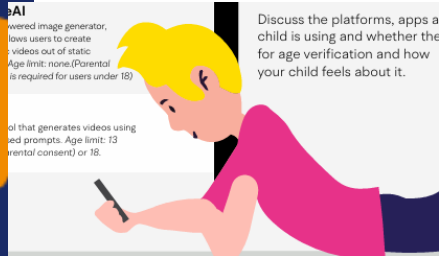 eAI
owered image generator,
lows users to create
videos out of static
Age limit: none.(Parental
is required for users under 18)
ool that generates videos using
sed prompts. Age limit: 13
arental consent) or 18.
Discuss the platforms, apps a
child is using and whether the
for age verification and how
your child feels about it.